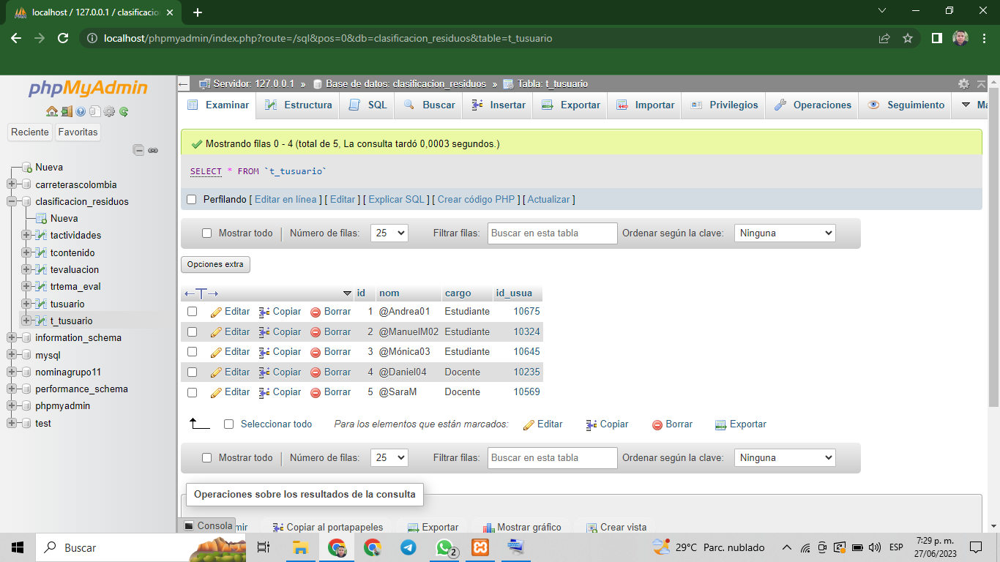 localhost / 127.0.0.1 / clasificacio
localhost/phpmyadmin/index.php?route=/sql&pos=0&db=clasificacion_residuos&table=t_tusuario
phpMyAdmin
Reciente Favoritas
Nueva
carreterascolombia
clasificacion_residuos
Nueva
tactividades
tcontenido
tevaluacion
trtema_eval
tusuario
t_tusuario
information_schema
mysql
nominagrupo11
performance_schema
phpmyadmin
test
Servidor: 127.0.0.1 » Base de datos: clasificacion_residuos » Tabla: t_tusuario
Examinar Estructura SQL Buscar Insertar Exportar Importar Privilegios Operaciones Seguimiento Má
Mostrando filas 0 - 4 (total de 5, La consulta tardó 0,0003 segundos.)
SELECT * FROM `t_tusuario`
Perfilando [ Editar en línea ] [ Editar ] [ Explicar SQL ] [ Crear código PHP ] [ Actualizar ]
Mostrar todo Número de filas: 25 Filtrar filas: Buscar en esta tabla Ordenar según la clave: Ninguna
Opciones extra
←T→ id nom cargo id_usua
Editar Copiar Borrar 1 @Andrea01 Estudiante 10675
Editar Copiar Borrar 2 @ManuelM02 Estudiante 10324
Editar Copiar Borrar 3 @Mónica03 Estudiante 10645
Editar Copiar Borrar 4 @Daniel04 Docente 10235
Editar Copiar Borrar 5 @SaraM Docente 10569
Seleccionar todo Para los elementos que están marcados: Editar Copiar Borrar Exportar
Mostrar todo Número de filas: 25 Filtrar filas: Buscar en esta tabla Ordenar según la clave: Ninguna
Operaciones sobre los resultados de la consulta
Consola mir Copiar al portapapeles Exportar Mostrar gráfico Crear vista
Buscar 2 29°C Parc. nublado ESP 7:29 p. m.
27/06/2023